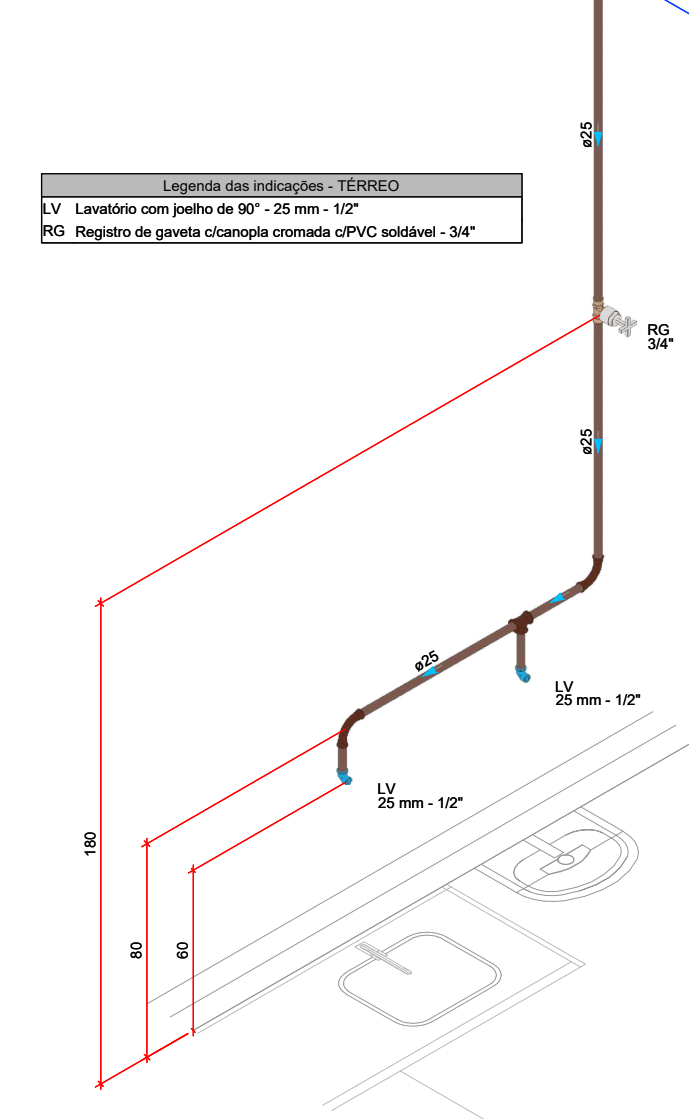 ø25
Legenda das indicações - TÉRREO
LV Lavatório com joelho de 90° - 25 mm - 1/2"
RG Registro de gaveta c/canopla cromada c/PVC soldável - 3/4"
RG
3/4"
ø25
ø25
LV
25 mm - 1/2"
LV
25 mm - 1/2"
180
80
60